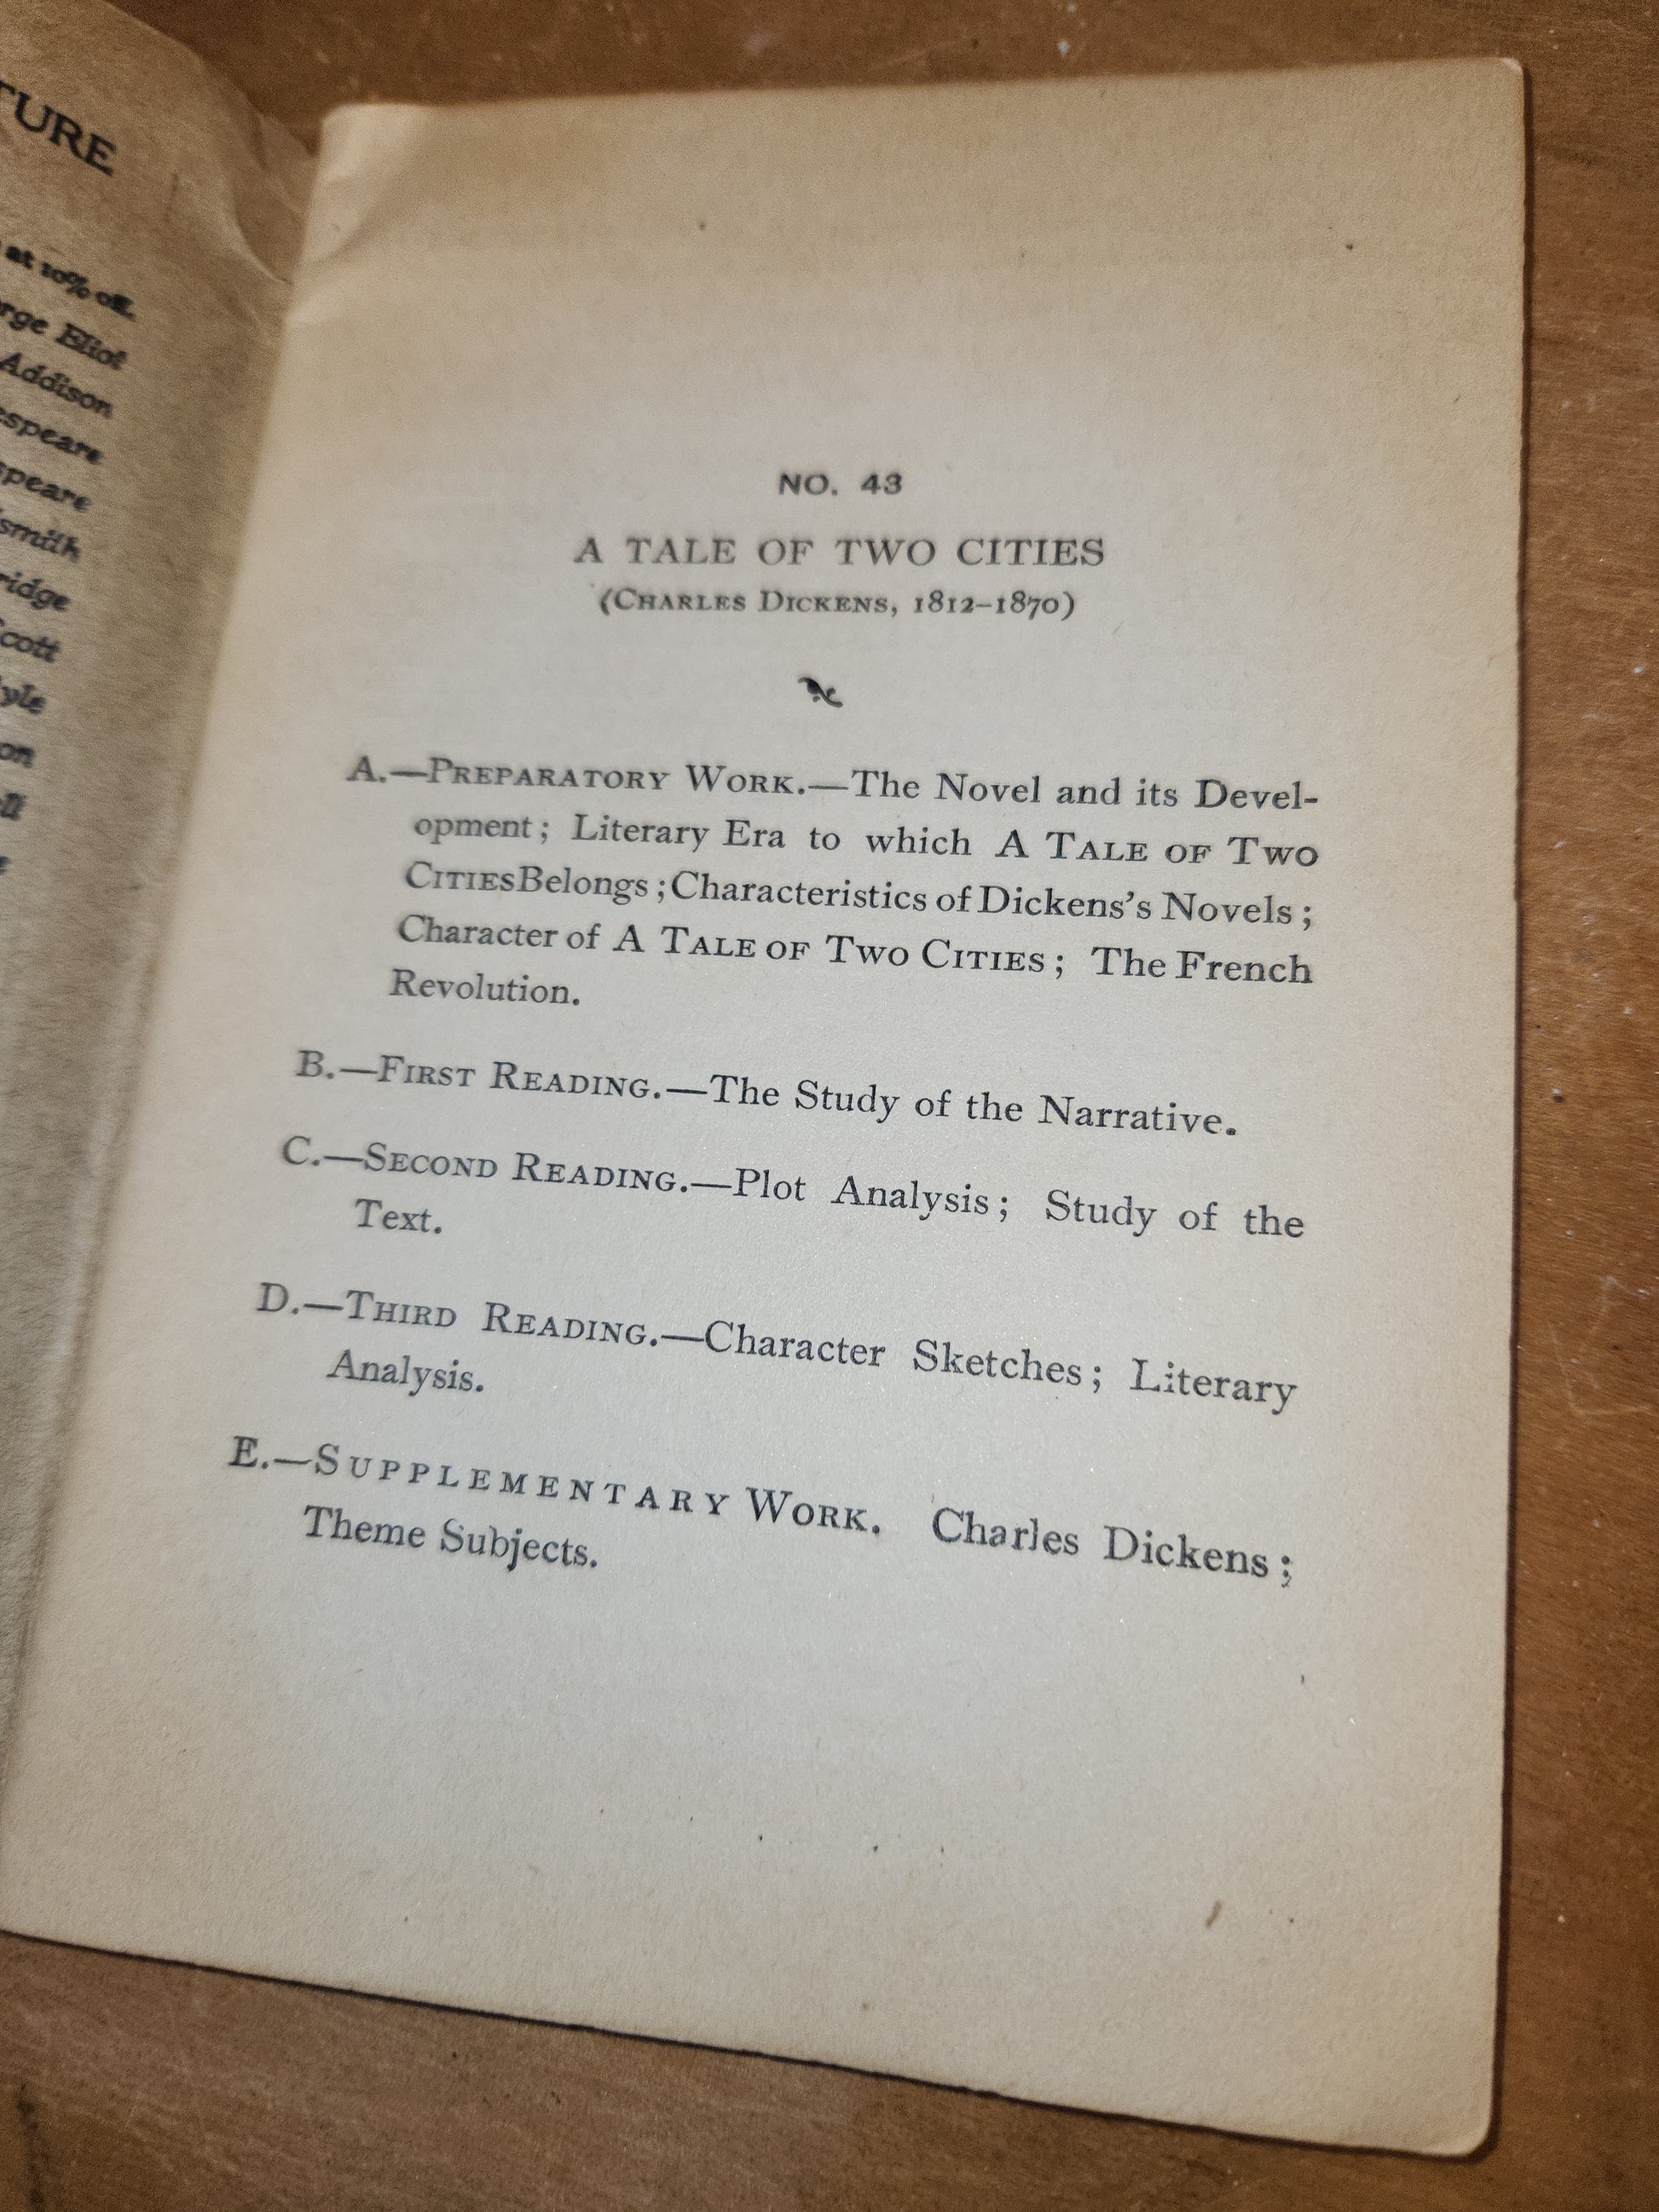 TURE
at 10% off.
rge Eliot
Addison
espeare
speare
smith
ridge
Scott
yle
on
NO. 43
A TALE OF TWO CITIES
(CHARLES DICKENS, 1812–1870)
A.—PREPARATORY WORK.—The Novel and its Devel-
opment; Literary Era to which A TALE OF TWO
CITIES Belongs; Characteristics of Dickens's Novels;
Character of A TALE OF TWO CITIES; The French
Revolution.
B.—FIRST READING.—The Study of the Narrative.
C.—SECOND READING.—Plot Analysis; Study of the
Text.
D.—THIRD READING.—Character Sketches; Literary
Analysis.
E.—SUPPLEMENTARY WORK. Charles Dickens;
Theme Subjects.